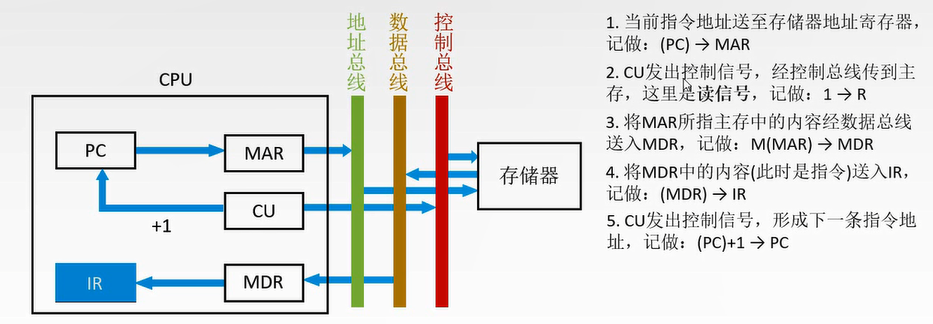 地址总线
数据总线
控制总线
CPU
PC
MAR
CU
+1
IR
MDR
存储器
1. 当前指令地址送至存储器地址寄存器，
记做：(PC) → MAR
2. CU发出控制信号，经控制总线传到主
存，这里是读信号，记做：1 → R
3. 将MAR所指主存中的内容经数据总线
送入MDR，记做：M(MAR) → MDR
4. 将MDR中的内容(此时是指令)送入IR，
记做：(MDR) → IR
5. CU发出控制信号，形成下一条指令地
址，记做：(PC)+1 → PC